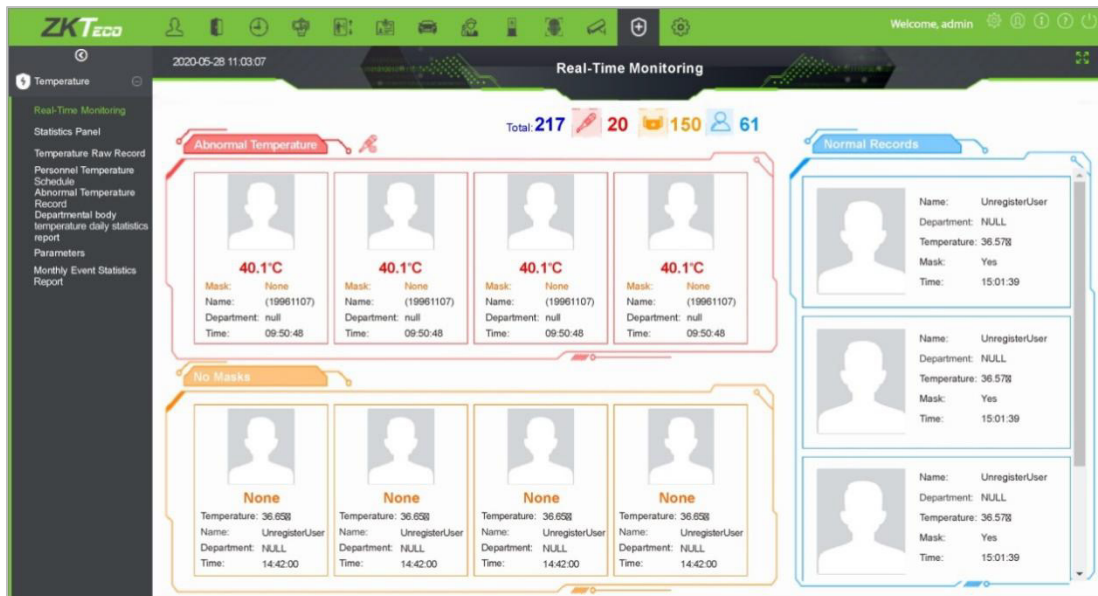 ZKTeco
Welcome, admin
2020-05-28 11:03:07
Real-Time Monitoring
Temperature
Real-Time Monitoring
Statistics Panel
Temperature Raw Record
Personnel Temperature
Schedule
Abnormal Temperature
Record
Departmental body
temperature daily statistics
report
Parameters
Monthly Event Statistics
Report
Total: 217 20 150 61
Abnormal Temperature
40.1°C
Mask: None
Name: (19961107)
Department: null
Time: 09:50:48
40.1°C
Mask: None
Name: (19961107)
Department: null
Time: 09:50:48
40.1°C
Mask: None
Name: (19961107)
Department: null
Time: 09:50:48
40.1°C
Mask: None
Name: (19961107)
Department: null
Time: 09:50:48
No Masks
None
Temperature: 36.65
Name: UnregisterUser
Department: NULL
Time: 14:42:00
None
Temperature: 36.65
Name: UnregisterUser
Department: NULL
Time: 14:42:00
None
Temperature: 36.65
Name: UnregisterUser
Department: NULL
Time: 14:42:00
None
Temperature: 36.65
Name: UnregisterUser
Department: NULL
Time: 14:42:00
Normal Records
Name: UnregisterUser
Department: NULL
Temperature: 36.57
Mask: Yes
Time: 15:01:39
Name: UnregisterUser
Department: NULL
Temperature: 36.57
Mask: Yes
Time: 15:01:39
Name: UnregisterUser
Department: NULL
Temperature: 36.57
Mask: Yes
Time: 15:01:39